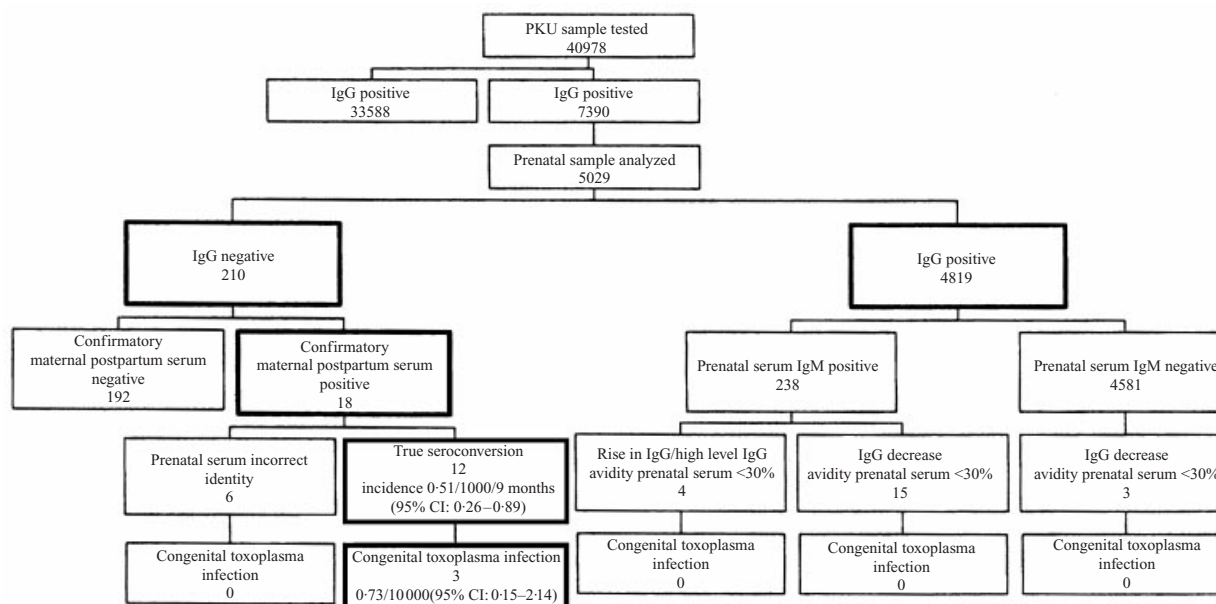 PKU sample tested
40978
IgG positive
33588
IgG positive
7390
Prenatal sample analyzed
5029
IgG negative
210
IgG positive
4819
Confirmatory
maternal postpartum serum
negative
192
Confirmatory
maternal postpartum serum
positive
18
Prenatal serum IgM positive
238
Prenatal serum IgM negative
4581
Prenatal serum incorrect
identity
6
True seroconversion
12
incidence 0·51/1000/9 months
(95% CI: 0·26–0·89)
Rise in IgG/high level IgG
avidity prenatal serum <30%
4
IgG decrease
avidity prenatal serum <30%
15
IgG decrease
avidity prenatal serum <30%
3
Congenital toxoplasma
infection
0
Congenital toxoplasma infection
3
0·73/10 000(95% CI: 0·15–2·14)
Congenital toxoplasma
infection
0
Congenital toxoplasma
infection
0
Congenital toxoplasma
infection
0